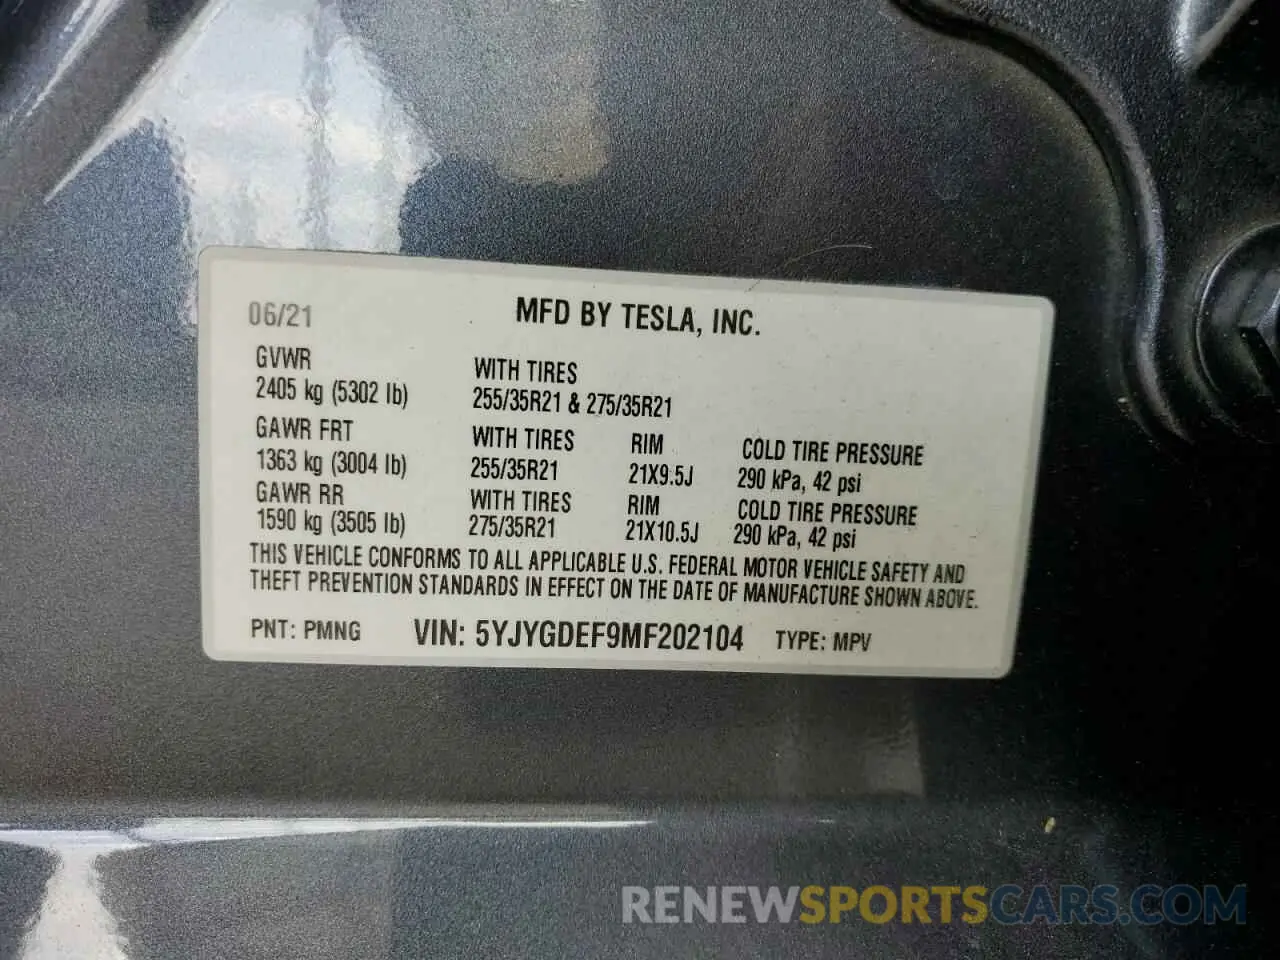 06/21 MFD BY TESLA, INC.
GVWR WITH TIRES
2405 kg (5302 lb) 255/35R21 & 275/35R21
GAWR FRT WITH TIRES RIM COLD TIRE PRESSURE
1363 kg (3004 lb) 255/35R21 21X9.5J 290 kPa, 42 psi
GAWR RR WITH TIRES RIM COLD TIRE PRESSURE
1590 kg (3505 lb) 275/35R21 21X10.5J 290 kPa, 42 psi
THIS VEHICLE CONFORMS TO ALL APPLICABLE U.S. FEDERAL MOTOR VEHICLE SAFETY AND
THEFT PREVENTION STANDARDS IN EFFECT ON THE DATE OF MANUFACTURE SHOWN ABOVE.
PNT: PMNG VIN: 5YJYGDEF9MF202104 TYPE: MPV
RENEWSPORTSCARS.COM